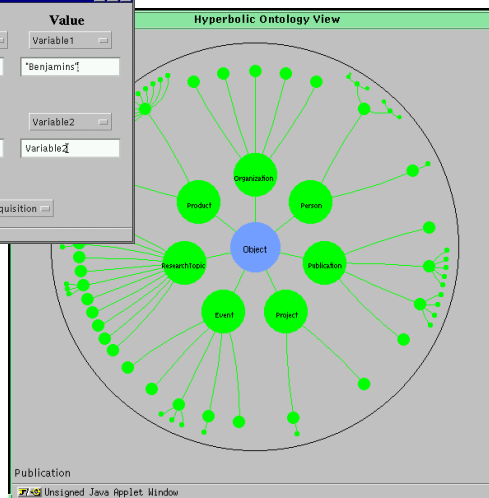 Hyperbolic Ontology View
Value
Variable1
"Benjamins"
Variable2
Variable2
quisition
Organization
Product
Person
Object
ResearchTopic
Publication
Event
Project
Publication
Unsigned Java Applet Window